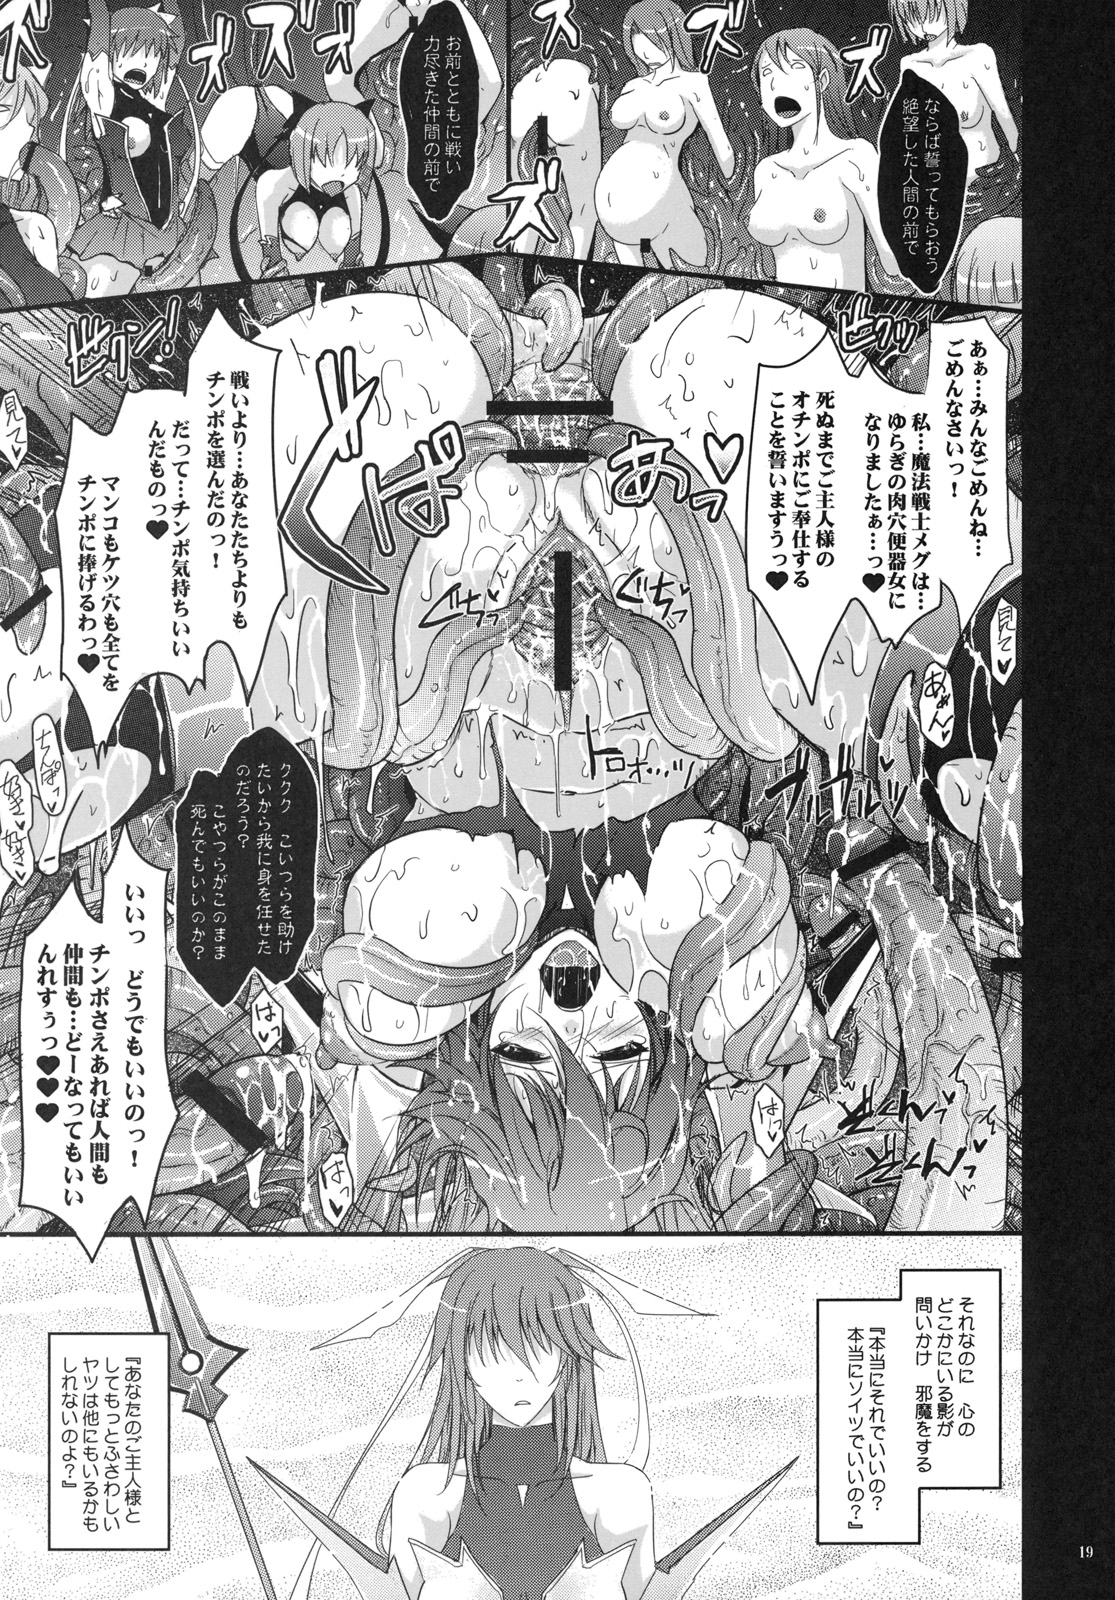 ならば誓ってもらおう
絶望した人間の前で
お前とともに戦い
力尽きた仲間の前で
ズズズ
ズズズ
あぁ…みんなごめんね…
ごめんなさいっ！
私…魔法戦士メグは…
ゆらぎの肉穴便器女に
なりましたぁ…っ♥
死ぬまでご主人様の
オチンポにご奉仕する
ことを誓いますぅっ♥
ビクッ
あっ♡
ぐちっ
見て♡
あぁん
ぐちゃ
ビクン！
見て
戦いより…あなたたちよりも
チンポを選んだのっ！
だって…チンポ気持ちいい
んだものっ♥
マンコもケツ穴も全てを
チンポに捧げるわっ♥
トロォ…ッ
ブルブルッ
ちんぽっ
好き♡
好き
ククク　こいつらを助け
たいから我に身を任せた
のだろう？
こやつらがこのまま
死んでもいいのか？
いいっ　どうでもいいのっ！
チンポさえあれば人間も
仲間も…どーなってもいい
んれすぅっ♥♥♥
はっ♡
はっ
はっ♡
それなのに　心の
どこかにいる影が
問いかけ　邪魔をする
『本当にそれでいいの？
本当にソイツでいいの？』
『あなたのご主人様と
してもっとふさわしい
ヤツは他にもいるかも
しれないのよ？』
19